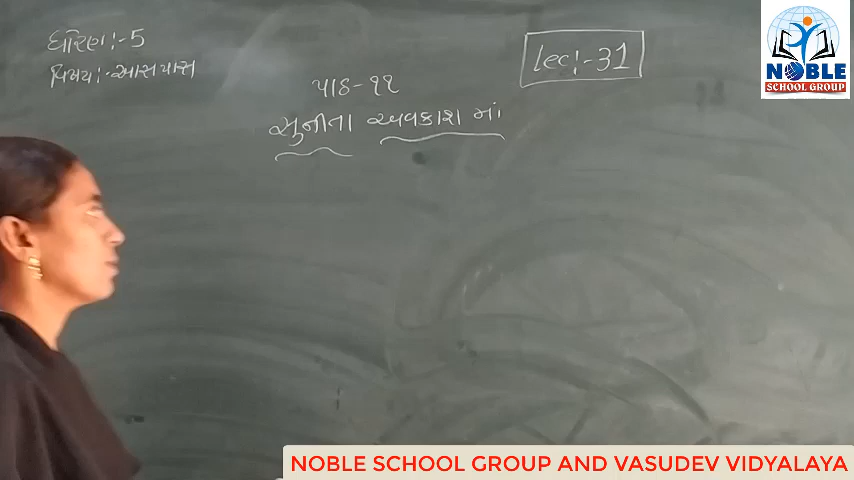 ધોરણ:-5
વિષય:-આસપાસ
Lec:-31
પાઠ-૧૧
સુનીતા અવકાશ માં
NOBLE
SCHOOL GROUP
NOBLE SCHOOL GROUP AND VASUDEV VIDYALAYA